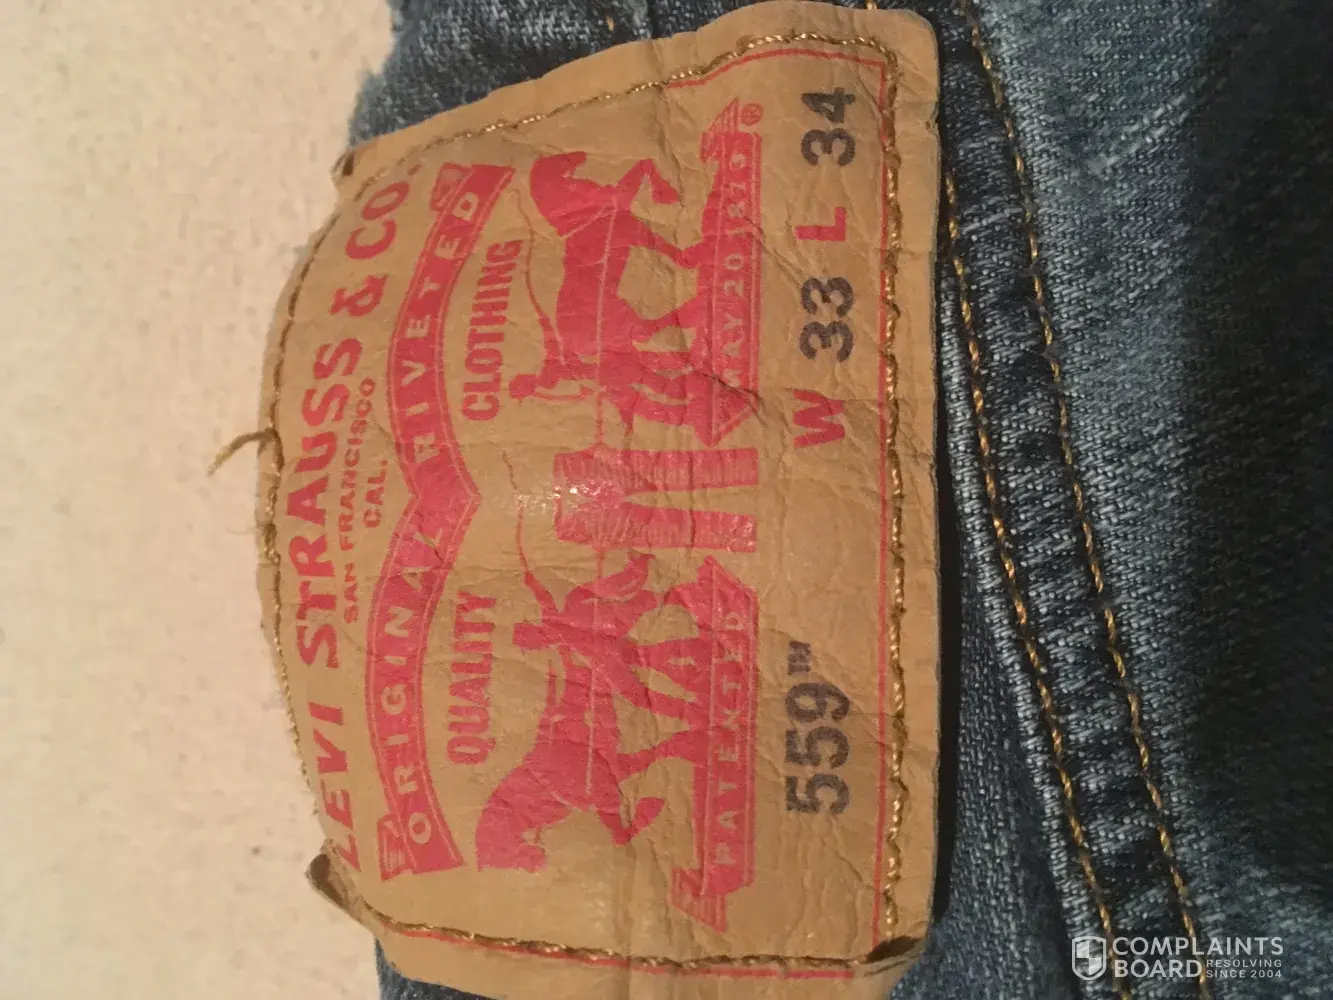 LEVI STRAUSS & CO.
SAN FRANCISCO
CAL.
ORIGINAL RIVETED
QUALITY CLOTHING
PATENTED MAY 20 1873 ®
559™ W 33 L 34
COMPLAINTS
BOARD RESOLVING
SINCE 2004